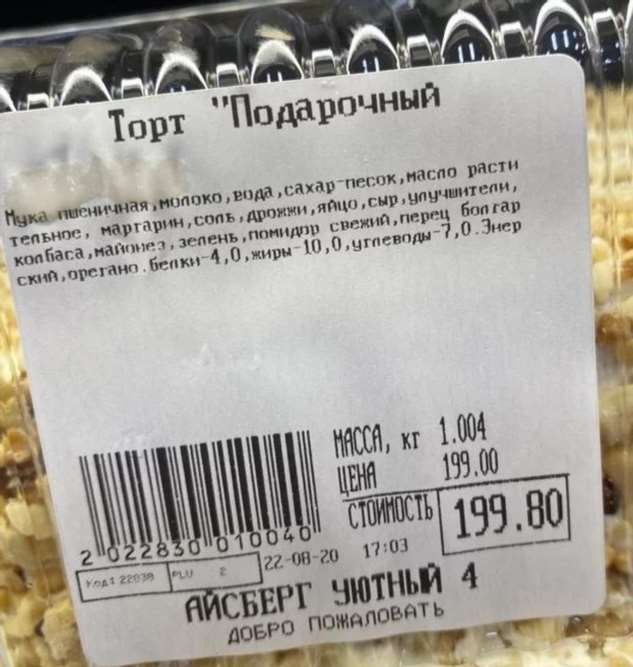 Торт "Подарочный
Мука пшеничная,молоко,вода,сахар-песок,масло расти
тельное, маргарин,соль,дрожжи,яйцо,сыр,улучшители,
колбаса,майонез,зелень,помидор свежий,перец болгар
ский,орегано.Белки-4,0,жиры-10,0,углеводы-7,0.Энер
МАССА, кг 1.004
ЦЕНА 199.00
СТОИМОСТЬ 199.80
2 022830 010040
22-08-20 17:03
Код: 22830 PLU 2
АЙСБЕРГ УЮТНЫЙ 4
ДОБРО ПОЖАЛОВАТЬ